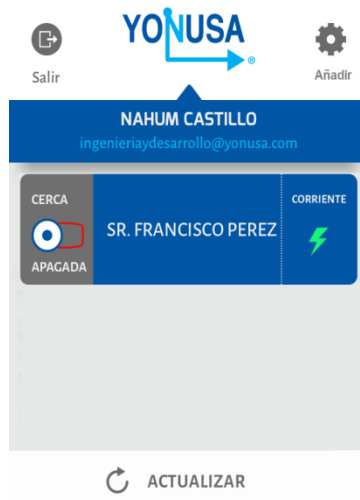 YONUSA
®
Salir
Añadir
NAHUM CASTILLO
ingenieriaydesarrollo@yonusa.com
CERCA
APAGADA
SR. FRANCISCO PEREZ
CORRIENTE
ACTUALIZAR